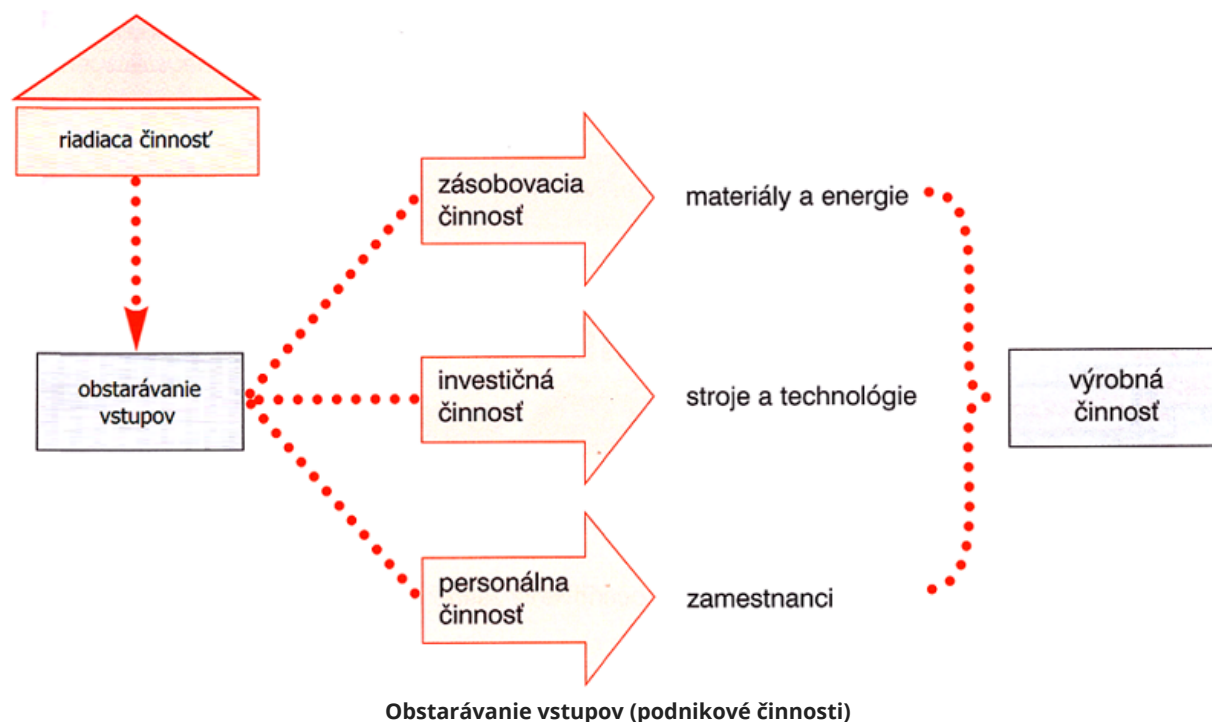 riadiaca činnosť
obstarávanie
vstupov
zásobovacia
činnosť
materiály a energie
investičná
činnosť
stroje a technológie
personálna
činnosť
zamestnanci
výrobná
činnosť
Obstarávanie vstupov (podnikové činnosti)